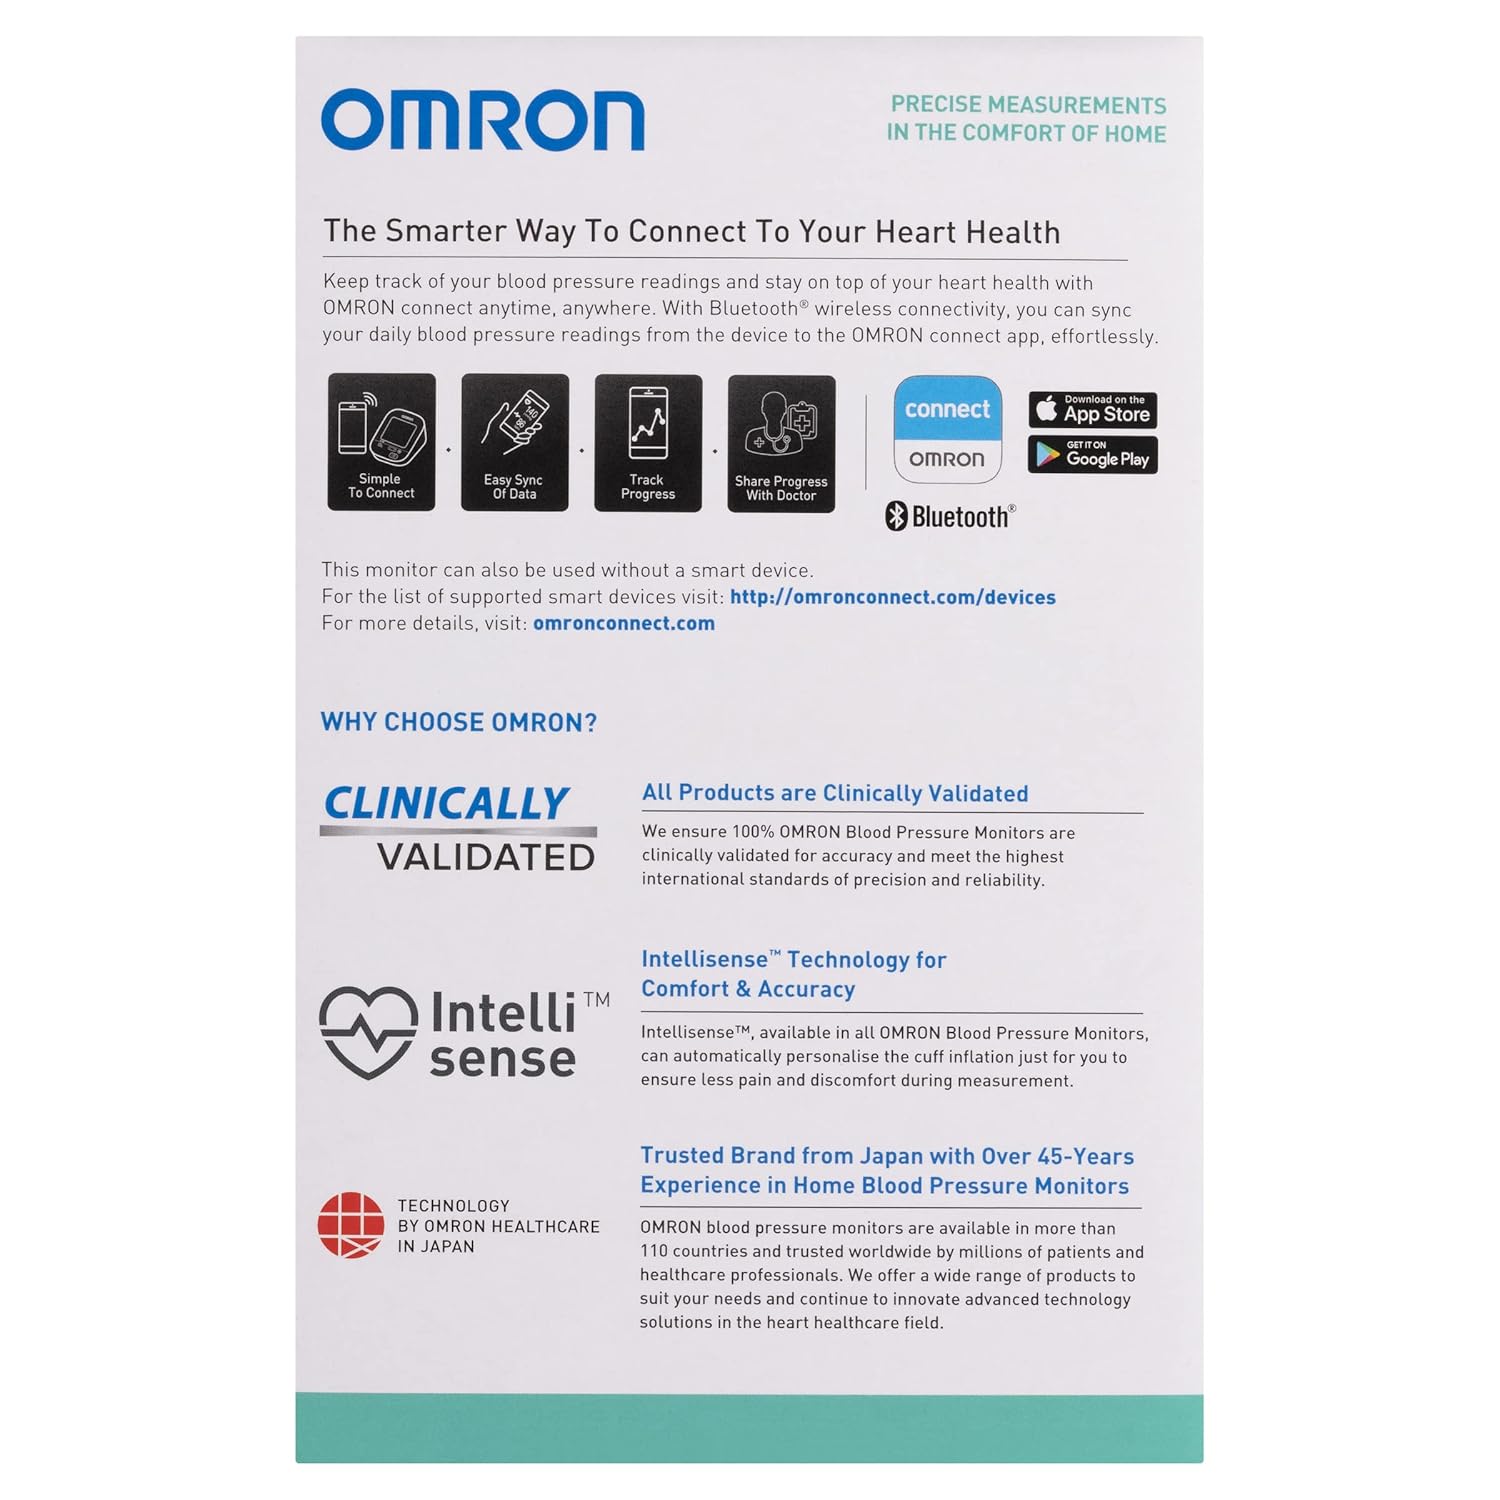 OMRON
PRECISE MEASUREMENTS
IN THE COMFORT OF HOME
The Smarter Way To Connect To Your Heart Health
Keep track of your blood pressure readings and stay on top of your heart health with
OMRON connect anytime, anywhere. With Bluetooth® wireless connectivity, you can sync
your daily blood pressure readings from the device to the OMRON connect app, effortlessly.
Simple
To Connect
140
86
Easy Sync
Of Data
Track
Progress
Share Progress
With Doctor
connect
OMRON
Download on the
App Store
GET IT ON
Google Play
Bluetooth®
This monitor can also be used without a smart device.
For the list of supported smart devices visit: http://omronconnect.com/devices
For more details, visit: omronconnect.com
WHY CHOOSE OMRON?
CLINICALLY
VALIDATED
All Products are Clinically Validated
We ensure 100% OMRON Blood Pressure Monitors are
clinically validated for accuracy and meet the highest
international standards of precision and reliability.
Intelli™
sense
Intellisense™ Technology for
Comfort & Accuracy
Intellisense™, available in all OMRON Blood Pressure Monitors,
can automatically personalise the cuff inflation just for you to
ensure less pain and discomfort during measurement.
TECHNOLOGY
BY OMRON HEALTHCARE
IN JAPAN
Trusted Brand from Japan with Over 45-Years
Experience in Home Blood Pressure Monitors
OMRON blood pressure monitors are available in more than
110 countries and trusted worldwide by millions of patients and
healthcare professionals. We offer a wide range of products to
suit your needs and continue to innovate advanced technology
solutions in the heart healthcare field.